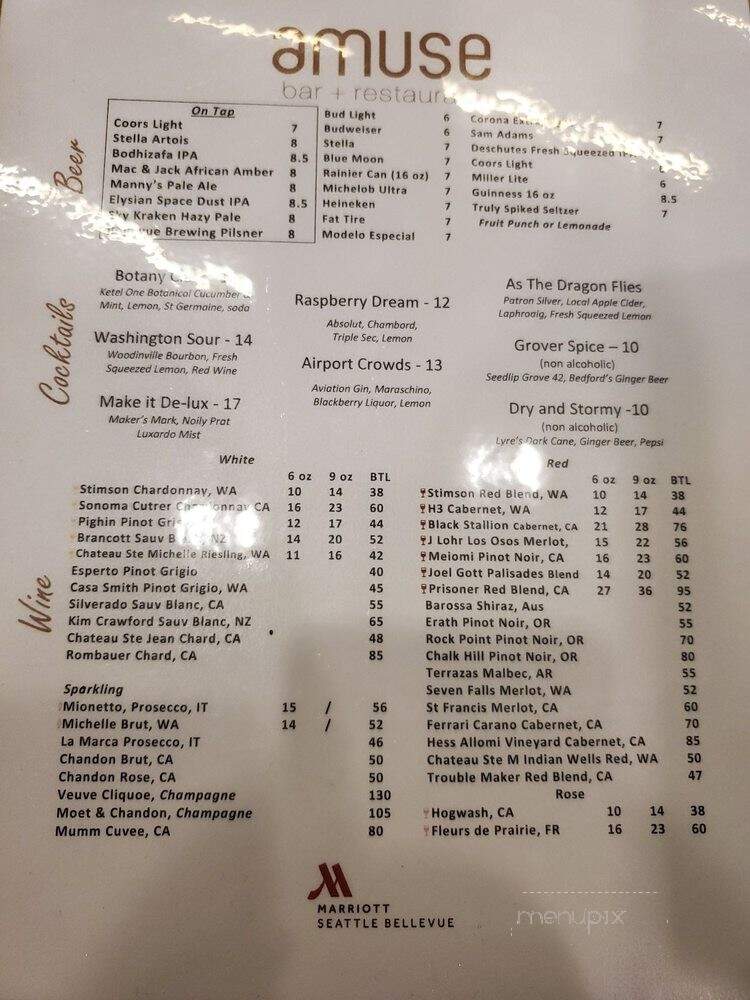 amuse
bar + restaura
Beer
On Tap
Coors Light 7
Stella Artois 8
Bodhizafa IPA 8.5
Mac & Jack African Amber 8
Manny's Pale Ale 8
Elysian Space Dust IPA 8.5
Sky Kraken Hazy Pale 8
Brewing Pilsner 8
Bud Light 6
Budweiser 6
Stella 7
Blue Moon 7
Rainier Can (16 oz) 7
Michelob Ultra 7
Heineken 7
Fat Tire 7
Modelo Especial 7
Corona 7
Sam Adams 7
Deschutes Fresh Squeezed
Coors Light 6
Miller Lite 6
Guinness 16 oz 8.5
Truly Spiked Seltzer 7
Fruit Punch or Lemonade
Cocktails
Botany
Ketel One Botanical Cucumber
Mint, Lemon, St Germaine, soda
Washington Sour - 14
Woodinville Bourbon, Fresh
Squeezed Lemon, Red Wine
Make it De-lux - 17
Maker's Mark, Noily Prat
Luxardo Mist
Raspberry Dream - 12
Absolut, Chambord,
Triple Sec, Lemon
Airport Crowds - 13
Aviation Gin, Maraschino,
Blackberry Liquor, Lemon
As The Dragon Flies
Patron Silver, Local Apple Cider,
Laphroaig, Fresh Squeezed Lemon
Grover Spice – 10
(non alcoholic)
Seedlip Grove 42, Bedford's Ginger Beer
Dry and Stormy -10
(non alcoholic)
Lyre's Dark Cane, Ginger Beer, Pepsi
Wine
White
6 oz 9 oz BTL
Stimson Chardonnay, WA 10 14 38
Sonoma Cutrer Chardonnay CA 16 23 60
Pighin Pinot 12 17 44
Brancott Sauv NZ 14 20 52
Chateau Ste Michelle Riesling, WA 11 16 42
Esperto Pinot Grigio 40
Casa Smith Pinot Grigio, WA 45
Silverado Sauv Blanc, CA 55
Kim Crawford Sauv Blanc, NZ 65
Chateau Ste Jean Chard, CA 48
Rombauer Chard, CA 85
Sparkling
Mionetto, Prosecco, IT 15 / 56
Michelle Brut, WA 14 / 52
La Marca Prosecco, IT 46
Chandon Brut, CA 50
Chandon Rose, CA 50
Veuve Cliquoe, Champagne 130
Moet & Chandon, Champagne 105
Mumm Cuvee, CA 80
Red
6 oz 9 oz BTL
Stimson Red Blend, WA 10 14 38
H3 Cabernet, WA 12 17 44
Black Stallion Cabernet, CA 21 28 76
J Lohr Los Osos Merlot, 15 22 56
Meiomi Pinot Noir, CA 16 23 60
Joel Gott Palisades Blend 14 20 52
Prisoner Red Blend, CA 27 36 95
Barossa Shiraz, Aus 52
Erath Pinot Noir, OR 55
Rock Point Pinot Noir, OR 70
Chalk Hill Pinot Noir, OR 80
Terrazas Malbec, AR 55
Seven Falls Merlot, WA 52
St Francis Merlot, CA 60
Ferrari Carano Cabernet, CA 70
Hess Allomi Vineyard Cabernet, CA 85
Chateau Ste M Indian Wells Red, WA 50
Trouble Maker Red Blend, CA 47
Rose
Hogwash, CA 10 14 38
Fleurs de Prairie, FR 16 23 60
MARRIOTT
SEATTLE BELLEVUE
menupix